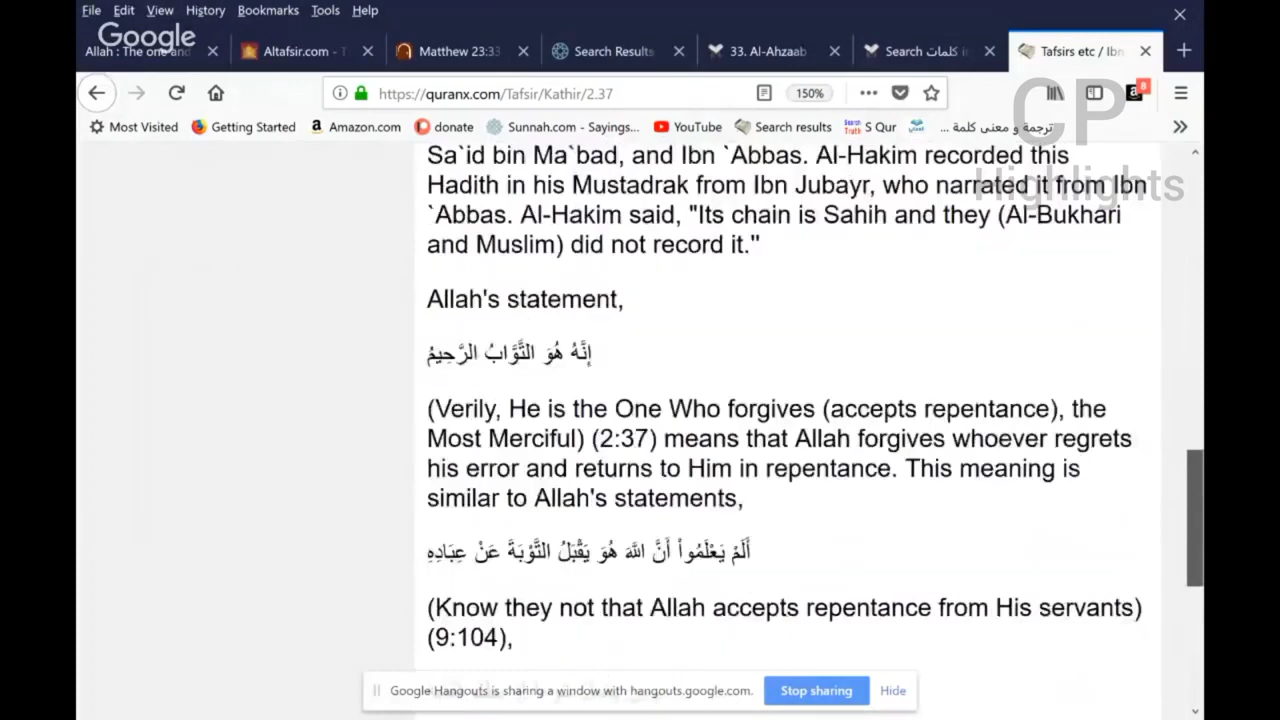 File Edit View History Bookmarks Tools Help
Google
Allah : The one and Altafsir.com - T Matthew 23:33 Search Results 33. Al-Ahzaab Search كلمات Tafsirs etc / Ibn
https://quranx.com/Tafsir/Kathir/2.37 150% 8
CP
Most Visited Getting Started Amazon.com donate Sunnah.com - Sayings... YouTube Search results S Qur ترجمة و معنى كلمة ...
Highlights
Sa`id bin Ma`bad, and Ibn `Abbas. Al-Hakim recorded this
Hadith in his Mustadrak from Ibn Jubayr, who narrated it from Ibn
`Abbas. Al-Hakim said, "Its chain is Sahih and they (Al-Bukhari
and Muslim) did not record it."
Allah's statement,
إِنَّهُ هُوَ التَّوَّابُ الرَّحِيمُ
(Verily, He is the One Who forgives (accepts repentance), the
Most Merciful) (2:37) means that Allah forgives whoever regrets
his error and returns to Him in repentance. This meaning is
similar to Allah's statements,
أَلَمْ يَعْلَمُواْ أَنَّ اللَّهَ هُوَ يَقْبَلُ التَّوْبَةَ عَنْ عِبَادِهِ
(Know they not that Allah accepts repentance from His servants)
(9:104),
Google Hangouts is sharing a window with hangouts.google.com. Stop sharing Hide